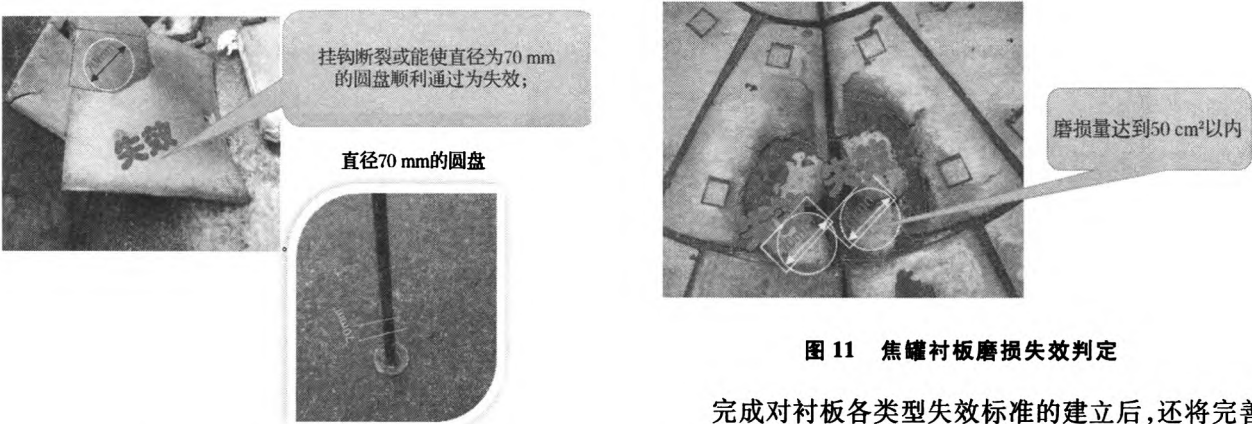 挂钩断裂或能使直径为70 mm
的圆盘顺利通过为失效;
失效
直径70 mm的圆盘
70mm
磨损量达到50 cm²以内
图 11 焦罐衬板磨损失效判定
完成对衬板各类型失效标准的建立后,还将完善